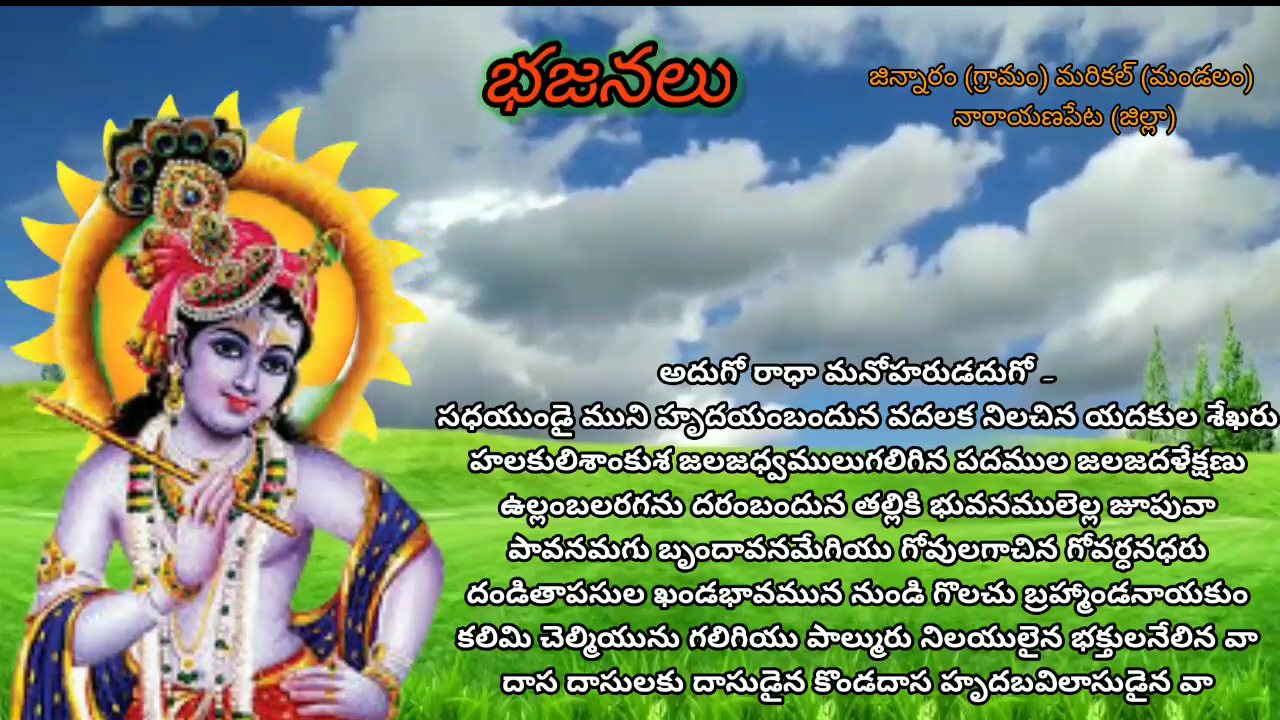 భజనలు
జిన్నారం (గ్రామం) మరికల్ (మండలం)
నారాయణపేట (జిల్లా)
అదుగో రాధా మనోహరుడదుగో -
సధయుండై ముని హృదయంబందున వదలక నిలచిన యదకుల శేఖరు
హలకులిశాంకుశ జలజధ్వములుగలిగిన పదముల జలజదళేక్షణు
ఉల్లంబలరగను దరంబందున తల్లికి భువనములెల్ల జూపువా
పావనమగు బృందావనమేగియు గోవులగాచిన గోవర్ధనధరు
దండితాపసుల ఖండభావమున నుండి గొలచు బ్రహ్మాండనాయకుం
కలిమి చెల్మియును గలిగియు పాల్మురు నిలయులైన భక్తులనేలిన వా
దాస దాసులకు దాసుడైన కొండదాస హృదబవిలాసుడైన వా